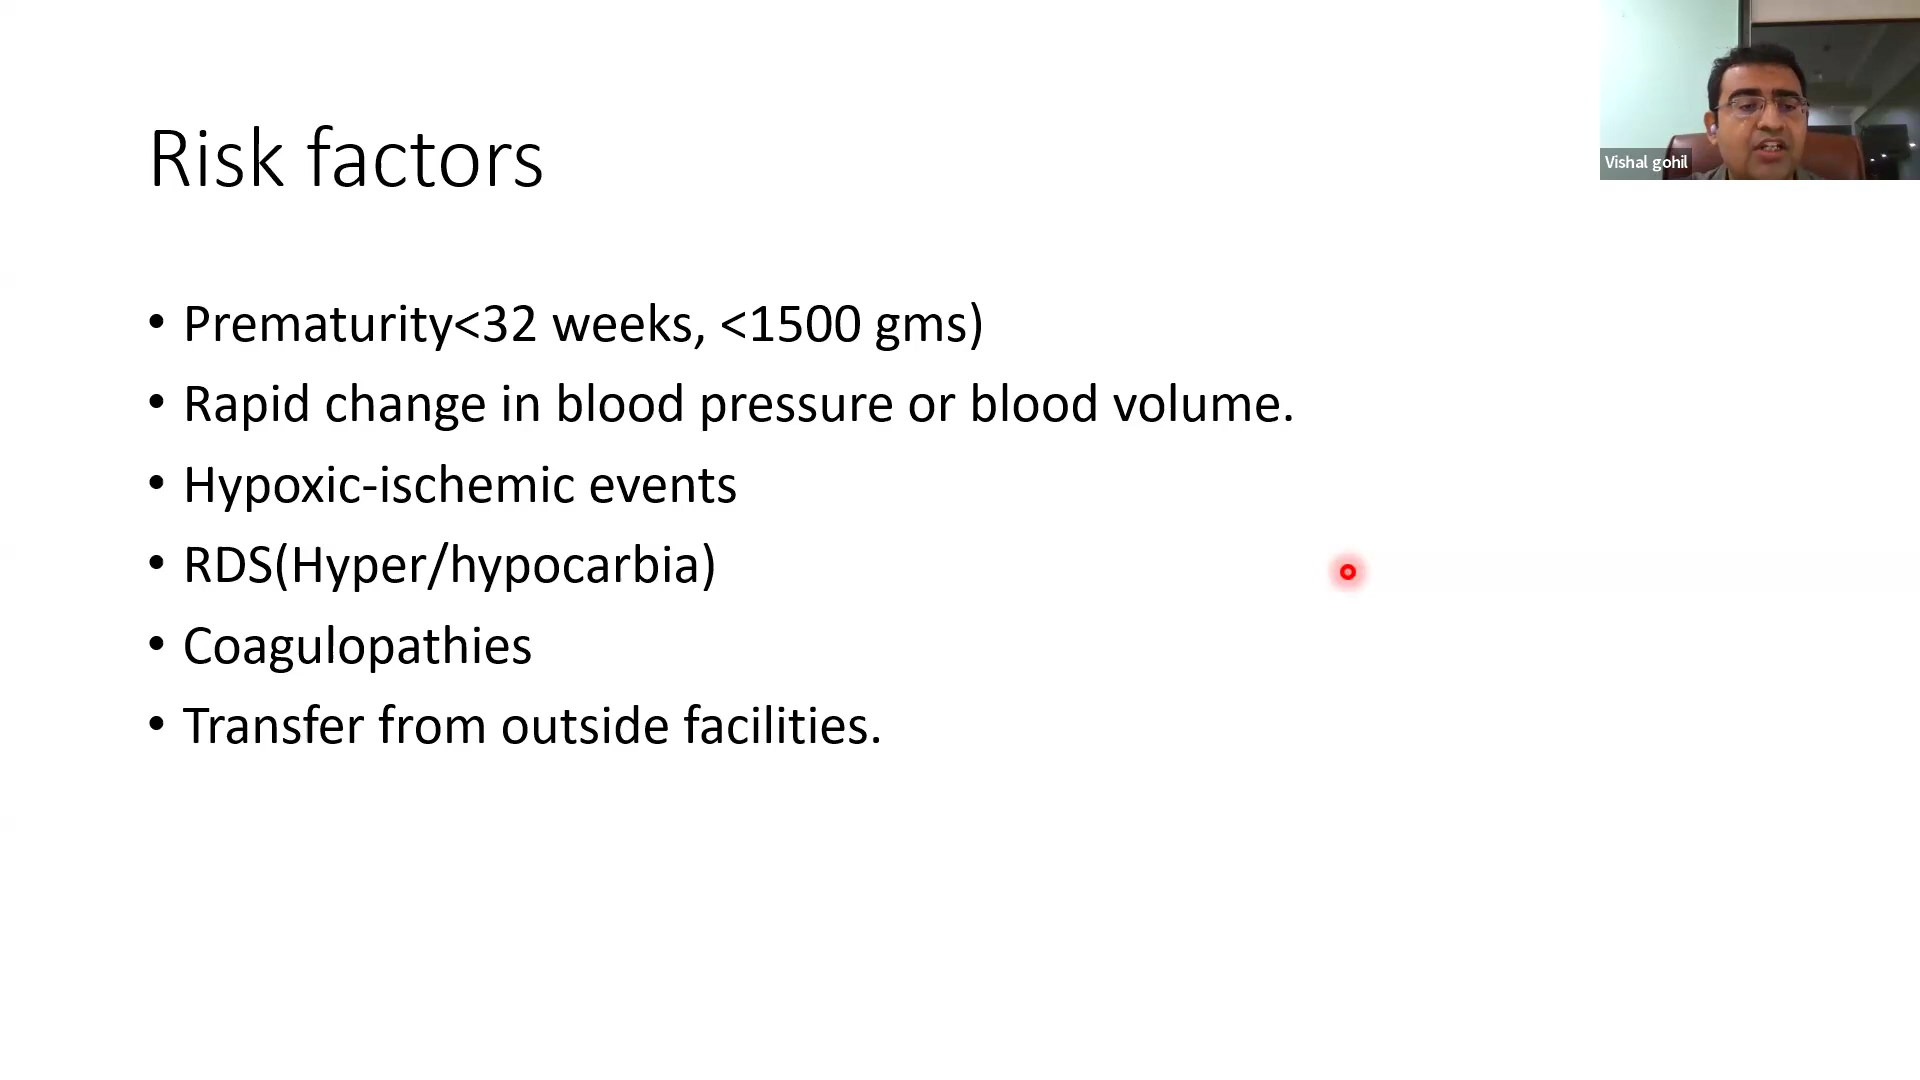 Risk factors
• Prematurity<32 weeks, <1500 gms)
• Rapid change in blood pressure or blood volume.
• Hypoxic-ischemic events
• RDS(Hyper/hypocarbia)
• Coagulopathies
• Transfer from outside facilities.
Vishal gohil